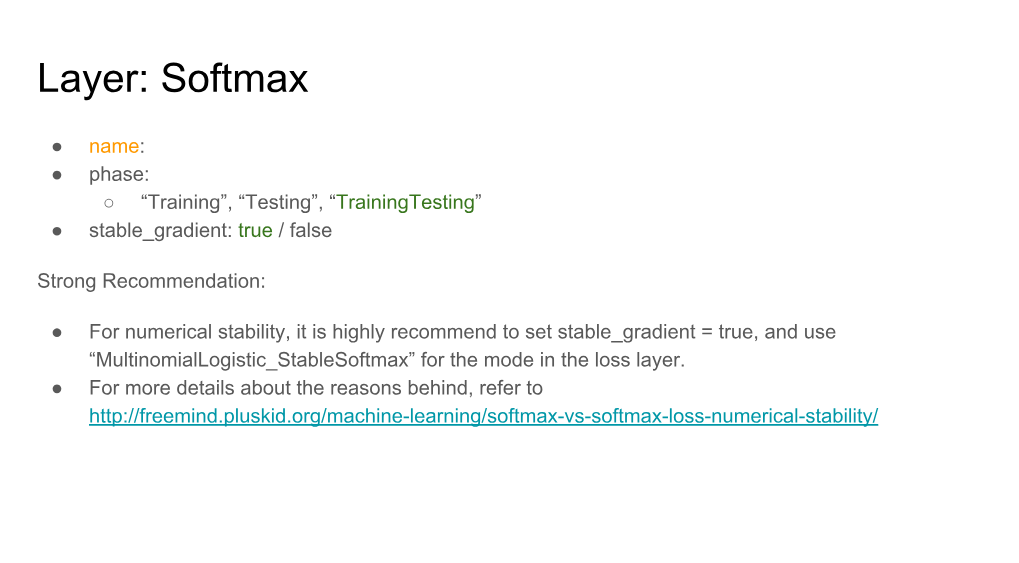 Layer: Softmax
● name:
● phase:
○ “Training”, “Testing”, “TrainingTesting”
● stable_gradient: true / false
Strong Recommendation:
● For numerical stability, it is highly recommend to set stable_gradient = true, and use
“MultinomialLogistic_StableSoftmax” for the mode in the loss layer.
● For more details about the reasons behind, refer to
http://freemind.pluskid.org/machine-learning/softmax-vs-softmax-loss-numerical-stability/